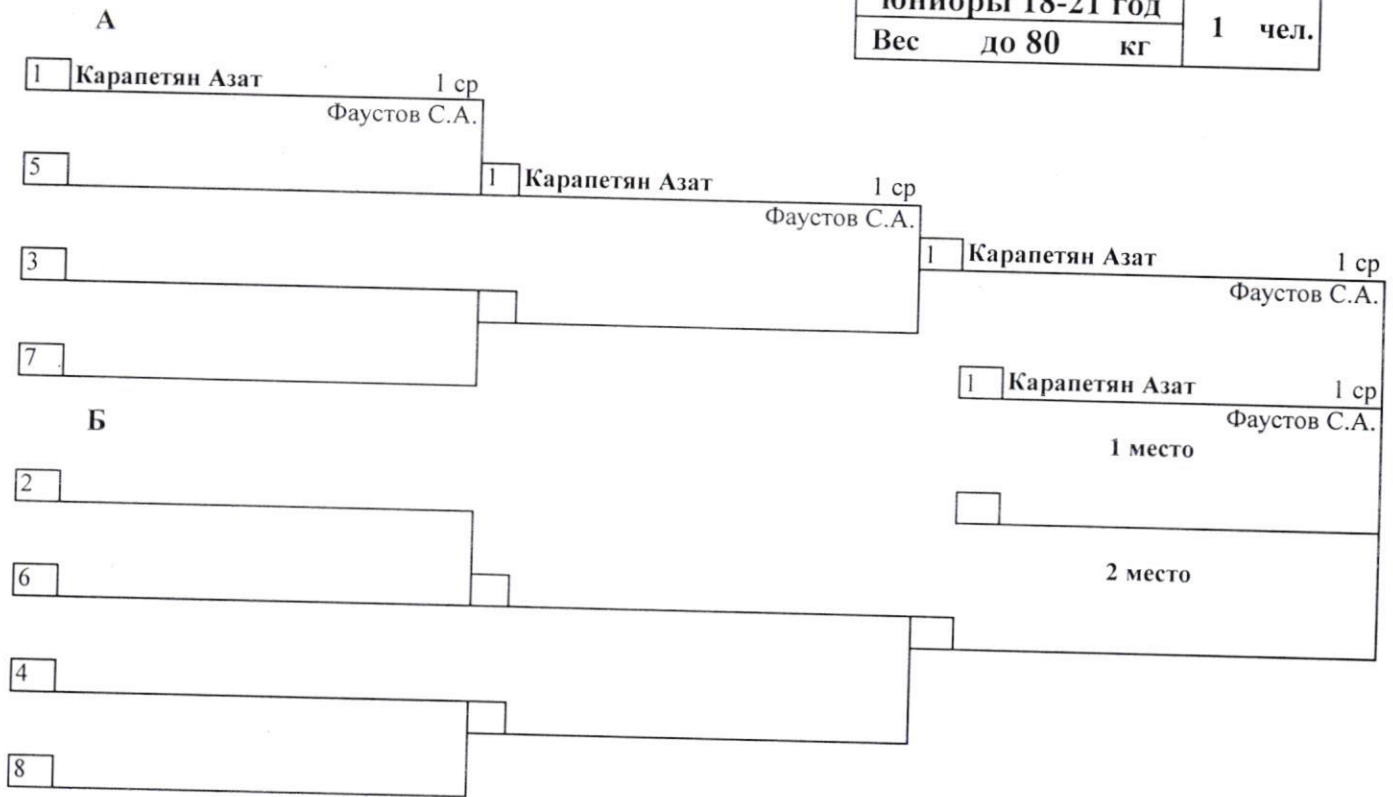 юниоры 18-21 год
1 чел.
Вес до 80 кг
А
1 Карапетян Азат 1 ср
Фаустов С.А.
5
1 Карапетян Азат 1 ср
Фаустов С.А.
3
1 Карапетян Азат 1 ср
Фаустов С.А.
7
1 Карапетян Азат 1 ср
Фаустов С.А.
1 место
Б
2
2 место
6
4
8